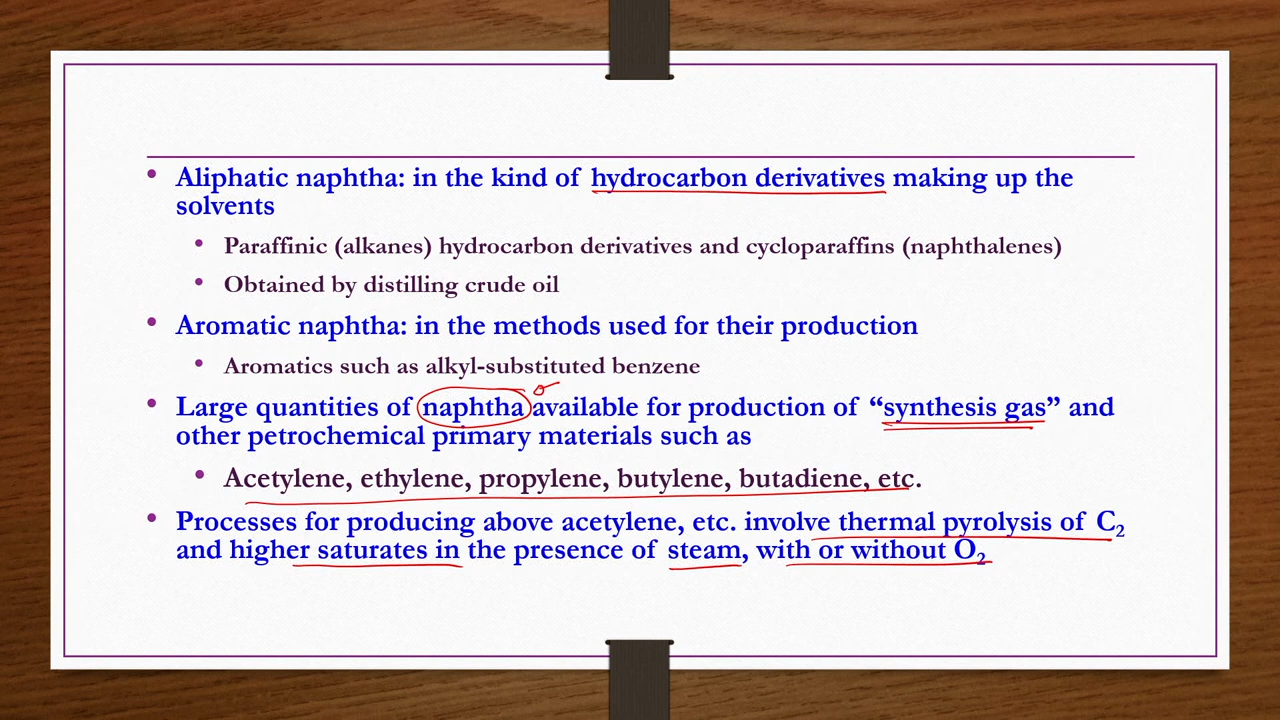 • Aliphatic naphtha: in the kind of hydrocarbon derivatives making up the
solvents
• Paraffinic (alkanes) hydrocarbon derivatives and cycloparaffins (naphthalenes)
• Obtained by distilling crude oil
• Aromatic naphtha: in the methods used for their production
• Aromatics such as alkyl-substituted benzene
• Large quantities of naphtha available for production of “synthesis gas” and
other petrochemical primary materials such as
• Acetylene, ethylene, propylene, butylene, butadiene, etc.
• Processes for producing above acetylene, etc. involve thermal pyrolysis of C₂
and higher saturates in the presence of steam, with or without O₂